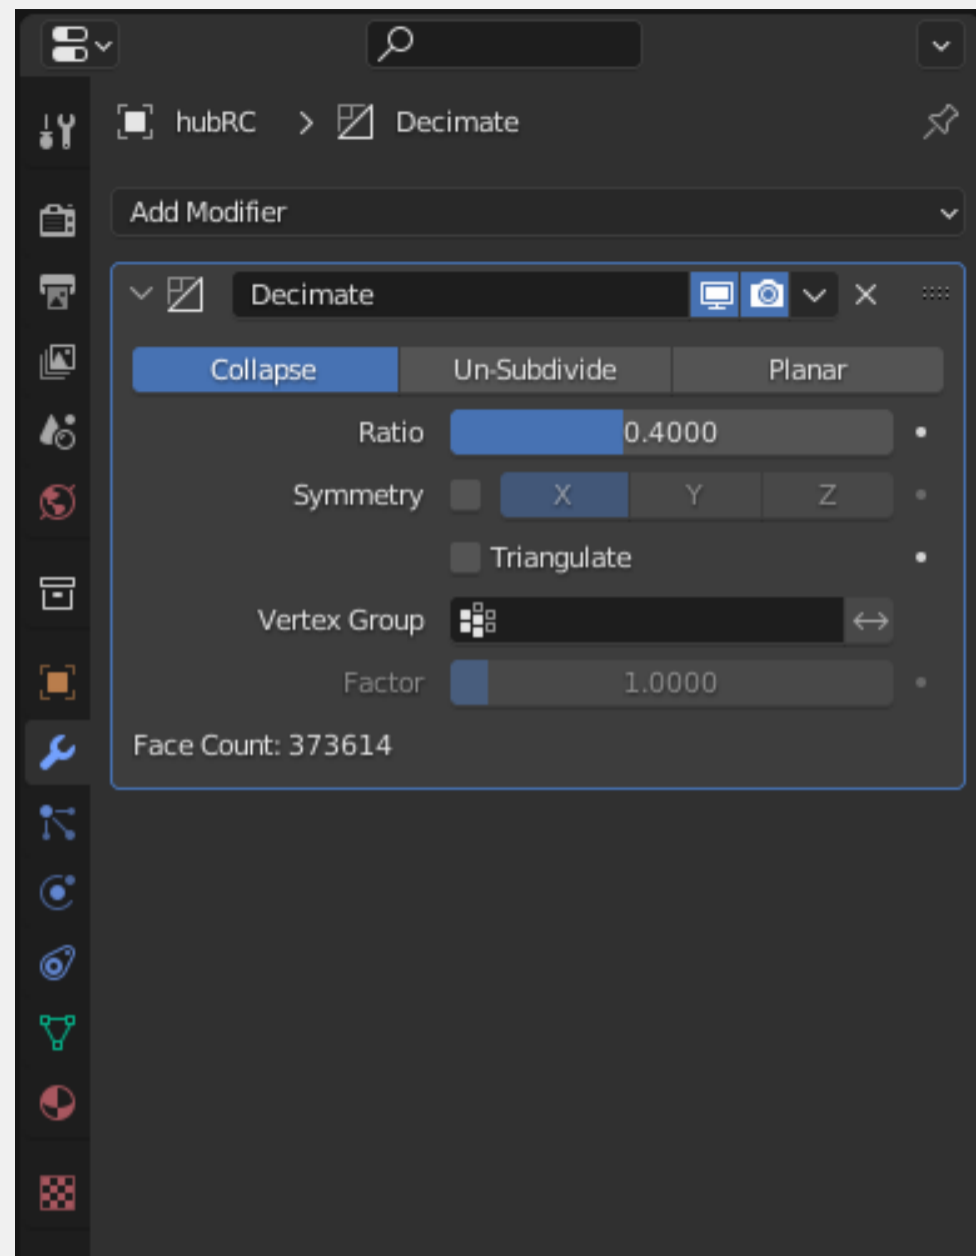 hubRC > Decimate
Add Modifier
Decimate
Collapse Un-Subdivide Planar
Ratio 0.4000
Symmetry X Y Z
Triangulate
Vertex Group
Factor 1.0000
Face Count: 373614